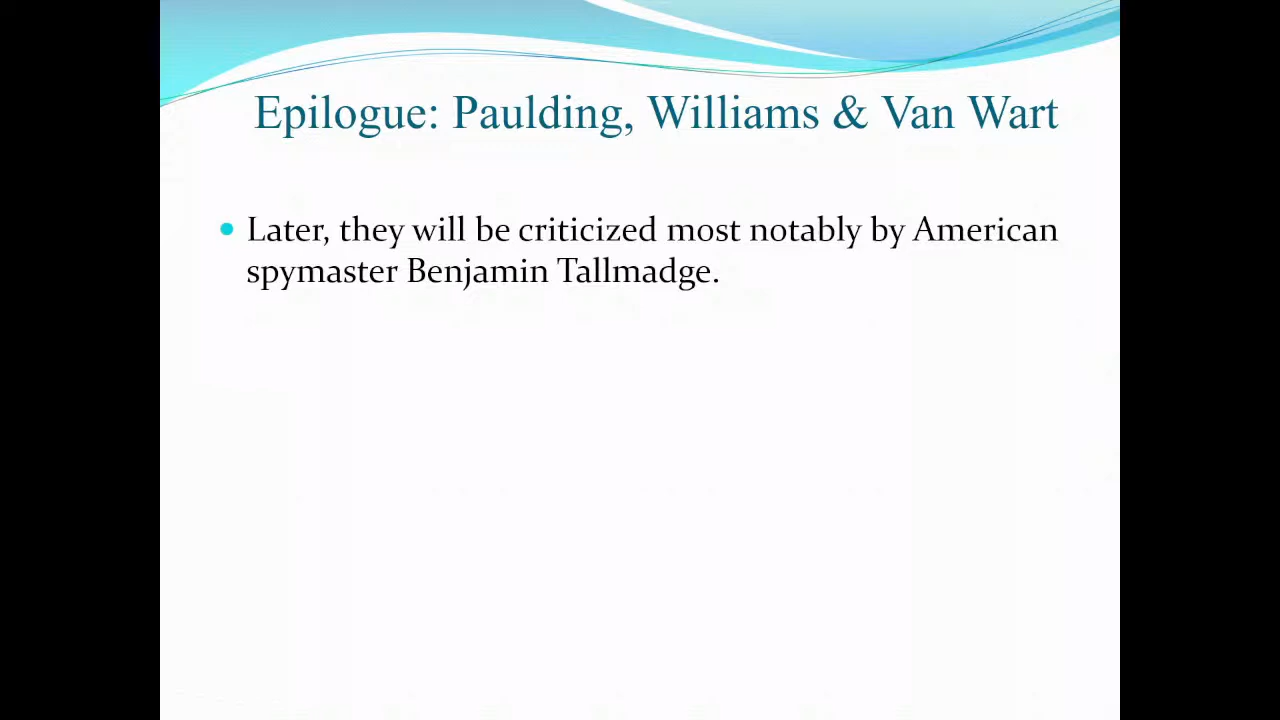 Epilogue: Paulding, Williams & Van Wart
Later, they will be criticized most notably by American
spymaster Benjamin Tallmadge.